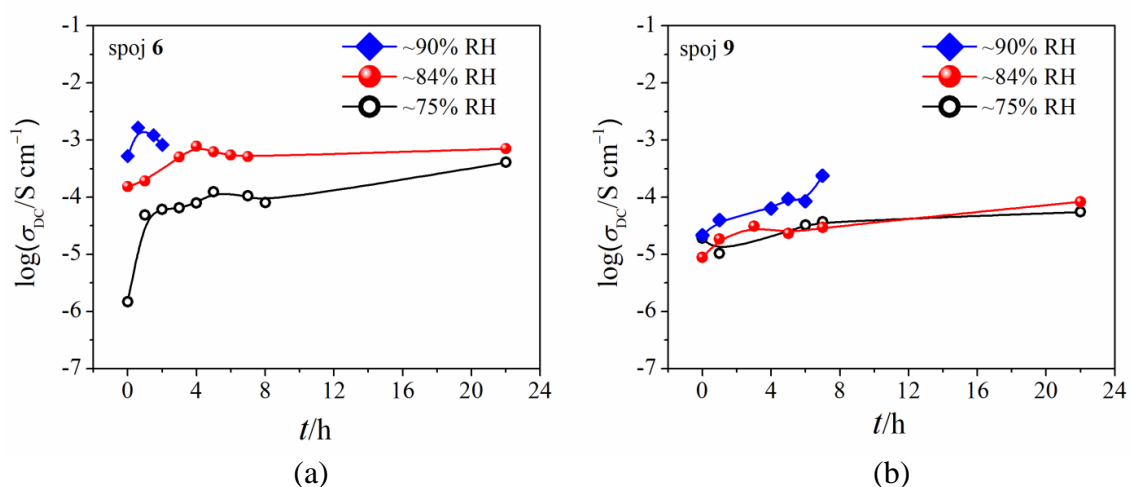 spoj 6
~90% RH
~84% RH
~75% RH
log(σDC/S cm⁻¹)
-1
-2
-3
-4
-5
-6
-7
0 4 8 12 16 20 24
t/h
(a)
spoj 9
~90% RH
~84% RH
~75% RH
log(σDC/S cm⁻¹)
-1
-2
-3
-4
-5
-6
-7
0 4 8 12 16 20 24
t/h
(b)